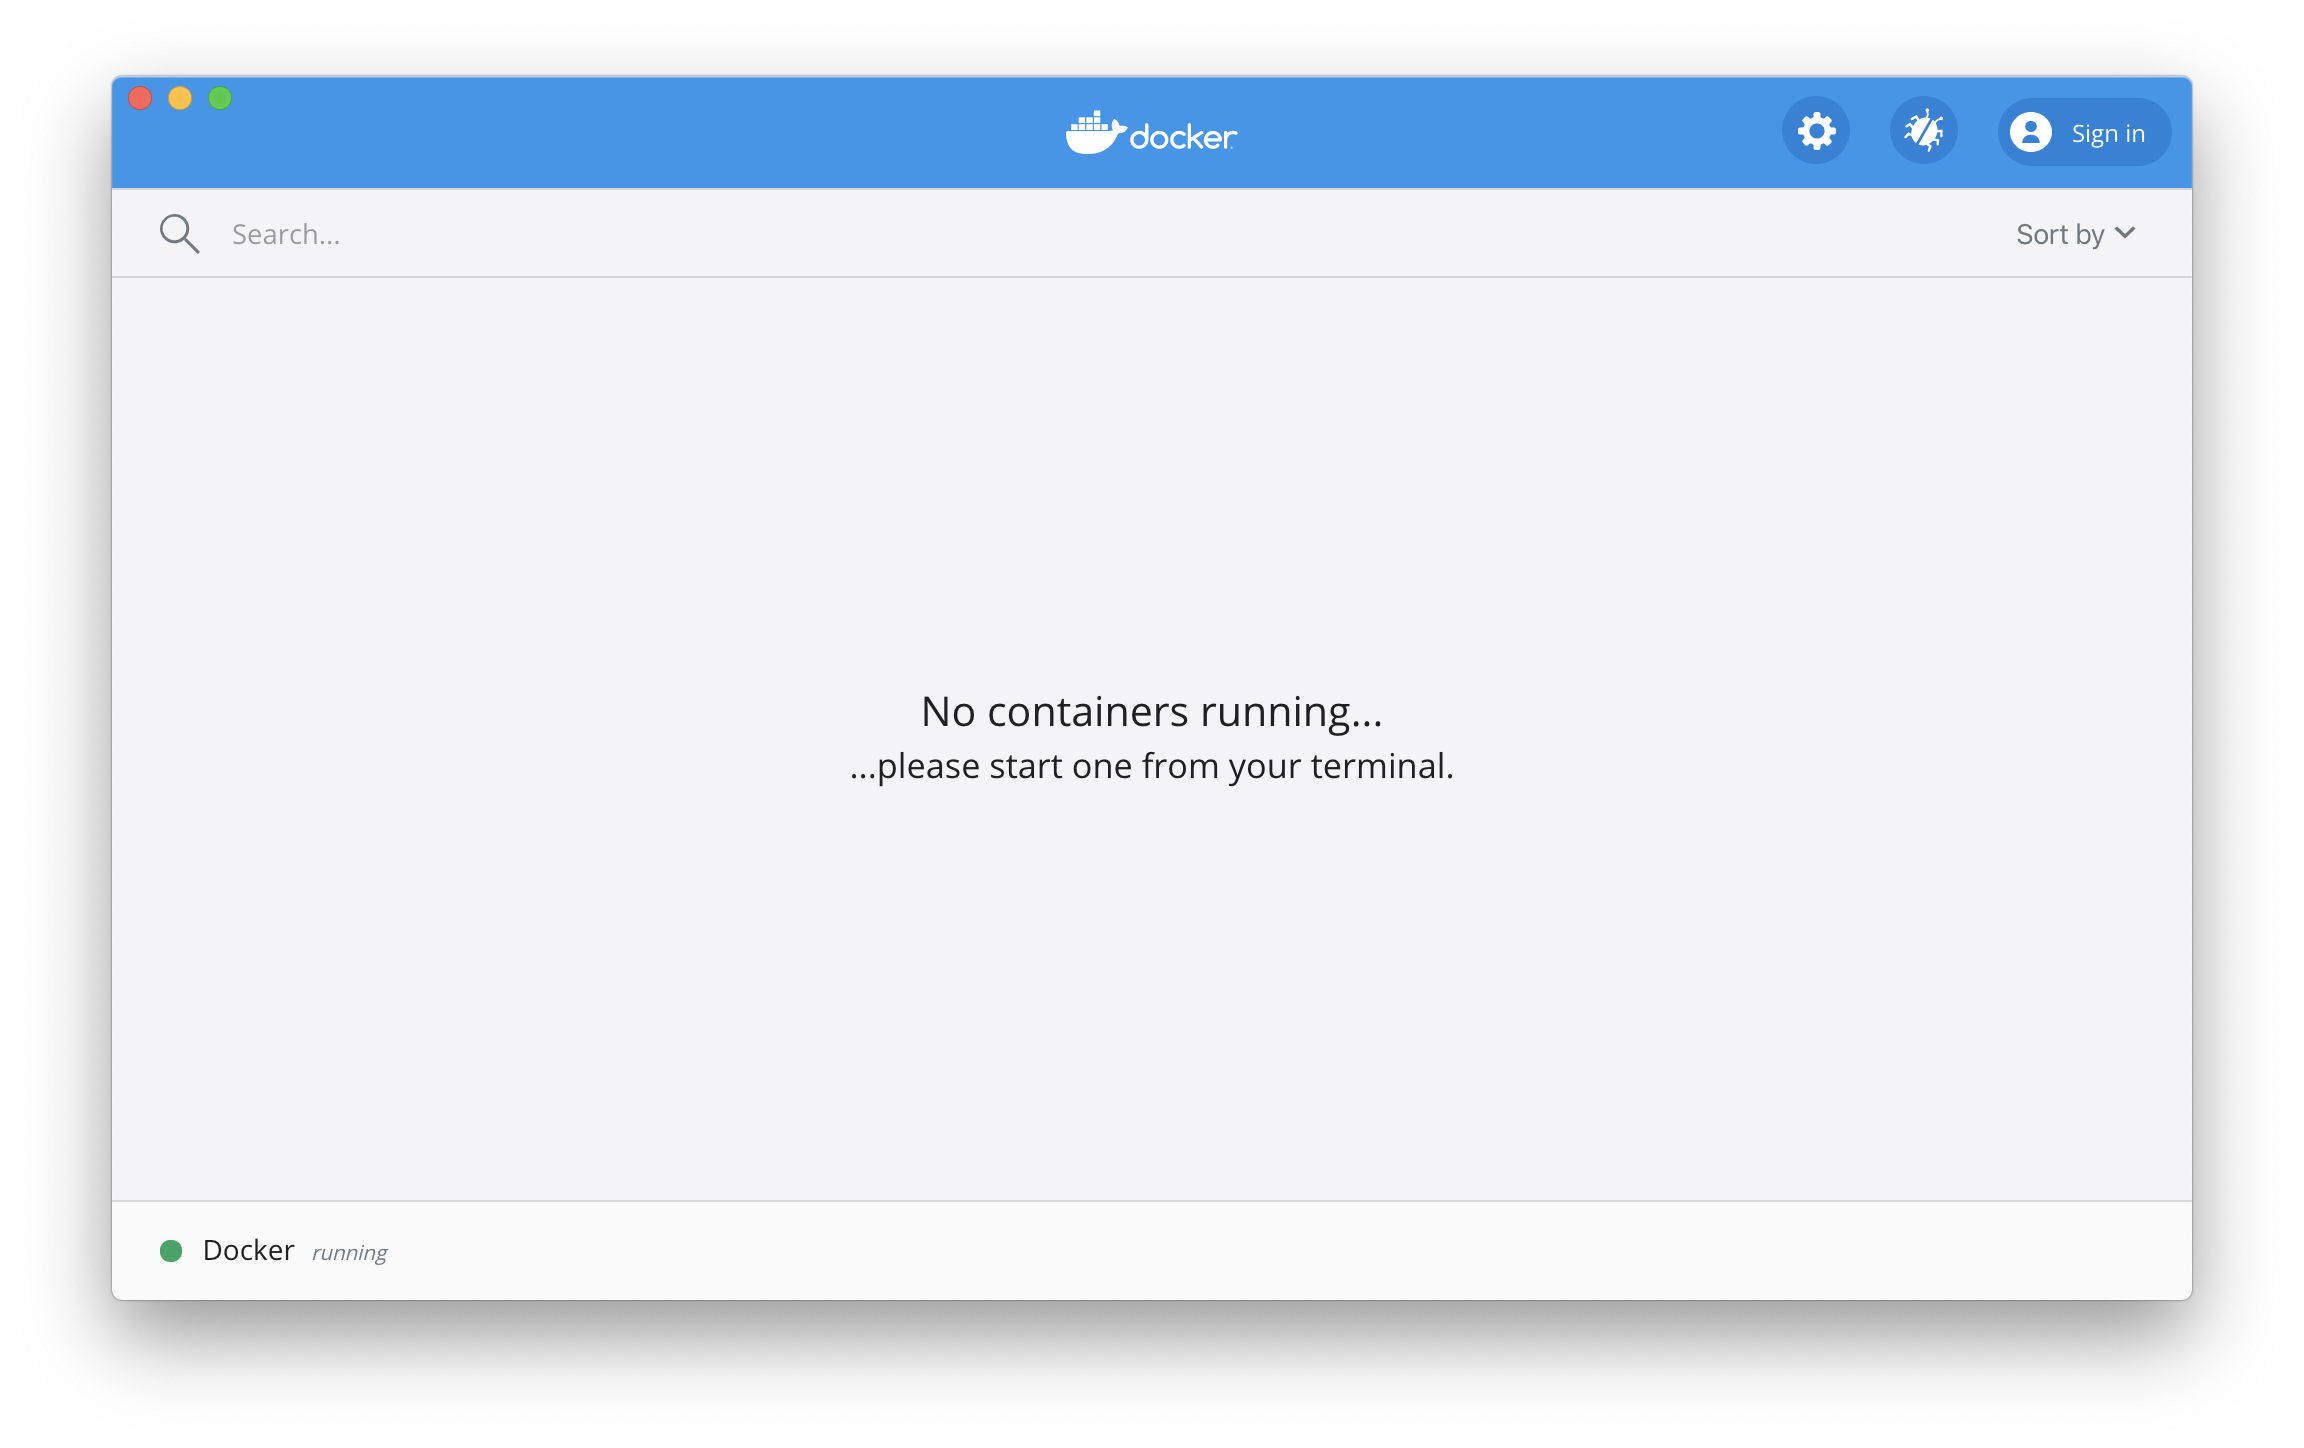 docker
Sign in
Search...
Sort by
No containers running...
...please start one from your terminal.
Docker running